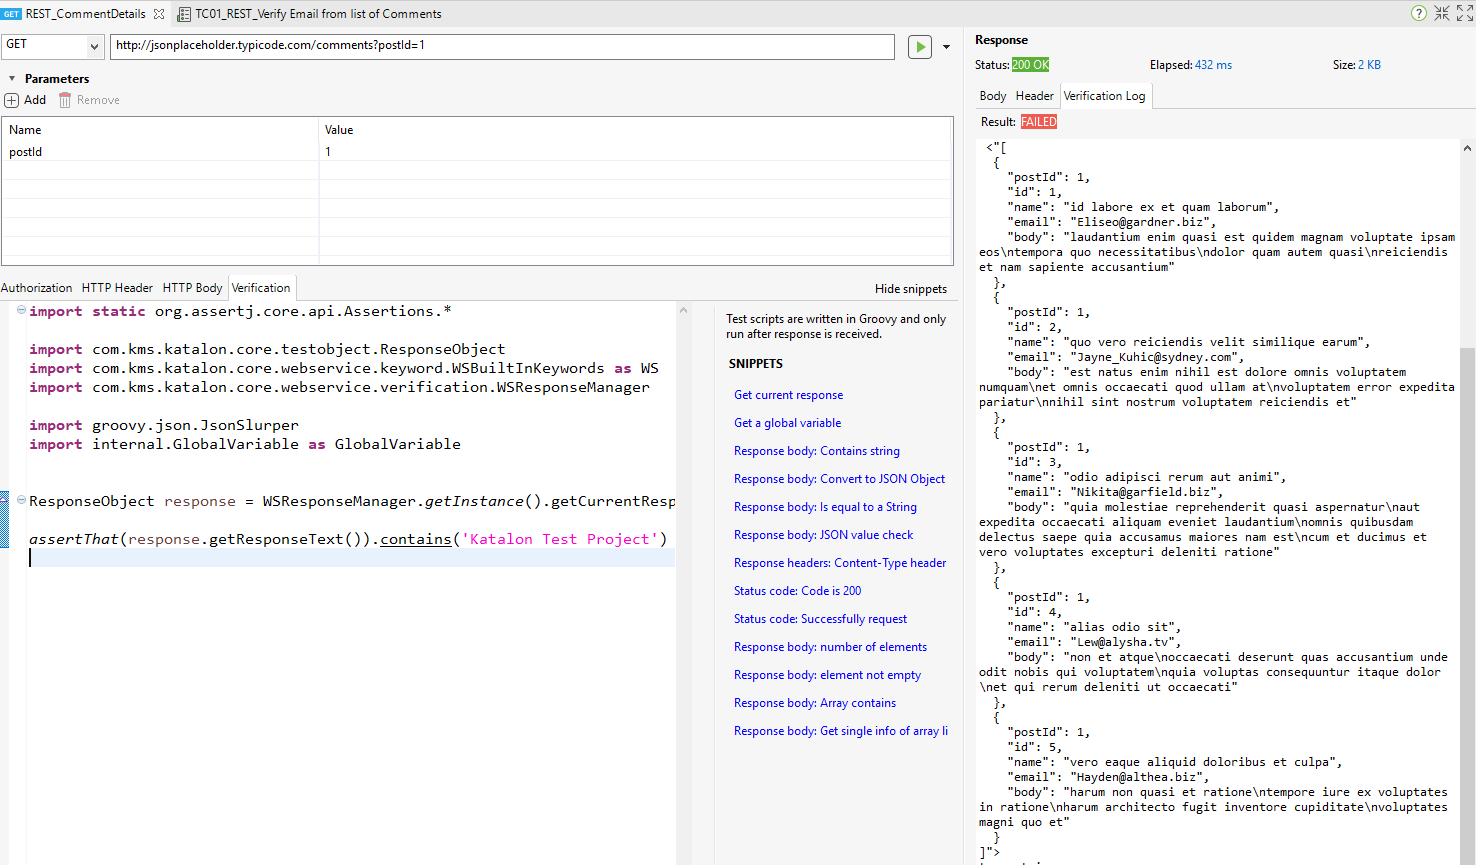 GET REST_CommentDetails TC01_REST_Verify Email from list of Comments
GET http://jsonplaceholder.typicode.com/comments?postId=1
Parameters
Add Remove
Name Value
postId 1
Authorization HTTP Header HTTP Body Verification Hide snippets
import static org.assertj.core.api.Assertions.*
import com.kms.katalon.core.testobject.ResponseObject
import com.kms.katalon.core.webservice.keyword.WSBuiltInKeywords as WS
import com.kms.katalon.core.webservice.verification.WSResponseManager
import groovy.json.JsonSlurper
import internal.GlobalVariable as GlobalVariable
ResponseObject response = WSResponseManager.getInstance().getCurrentResp
assertThat(response.getResponseText()).contains('Katalon Test Project')
Test scripts are written in Groovy and only
run after response is received.
SNIPPETS
Get current response
Get a global variable
Response body: Contains string
Response body: Convert to JSON Object
Response body: Is equal to a String
Response body: JSON value check
Response headers: Content-Type header
Status code: Code is 200
Status code: Successfully request
Response body: number of elements
Response body: element not empty
Response body: Array contains
Response body: Get single info of array li
?
Response
Status: 200 OK Elapsed: 432 ms Size: 2 KB
Body Header Verification Log
Result: FAILED
<"[
{
"postId": 1,
"id": 1,
"name": "id labore ex et quam laborum",
"email": "Eliseo@gardner.biz",
"body": "laudantium enim quasi est quidem magnam voluptate ipsam
eos\ntempora quo necessitatibus\ndolor quam autem quasi\nreiciendis
et nam sapiente accusantium"
},
{
"postId": 1,
"id": 2,
"name": "quo vero reiciendis velit similique earum",
"email": "Jayne_Kuhic@sydney.com",
"body": "est natus enim nihil est dolore omnis voluptatem
numquam\net omnis occaecati quod ullam at\nvoluptatem error expedita
pariatur\nnihil sint nostrum voluptatem reiciendis et"
},
{
"postId": 1,
"id": 3,
"name": "odio adipisci rerum aut animi",
"email": "Nikita@garfield.biz",
"body": "quia molestiae reprehenderit quasi aspernatur\naut
expedita occaecati aliquam eveniet laudantium\nomnis quibusdam
delectus saepe quia accusamus maiores nam est\ncum et ducimus et
vero voluptates excepturi deleniti ratione"
},
{
"postId": 1,
"id": 4,
"name": "alias odio sit",
"email": "Lew@alysha.tv",
"body": "non et atque\noccaecati deserunt quas accusantium unde
odit nobis qui voluptatem\nquia voluptas consequuntur itaque dolor
\net qui rerum deleniti ut occaecati"
},
{
"postId": 1,
"id": 5,
"name": "vero eaque aliquid doloribus et culpa",
"email": "Hayden@althea.biz",
"body": "harum non quasi et ratione\ntempore iure ex voluptates
in ratione\nharum architecto fugit inventore cupiditate\nvoluptates
magni quo et"
}
]">